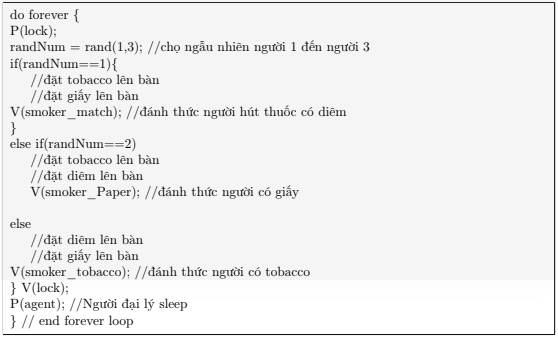 do forever {
P(lock);
randNum = rand(1,3); //chọ ngẫu nhiên người 1 đến người 3
if(randNum==1){
//đặt tobacco lên bàn
//đặt giấy lên bàn
V(smoker_match); //đánh thức người hút thuốc có diêm
}
else if(randNum==2)
//đặt tobacco lên bàn
//đặt diêm lên bàn
V(smoker_Paper); //đánh thức người có giấy
else
//đặt diêm lên bàn
//đặt giấy lên bàn
V(smoker_tobacco); //đánh thức người có tobacco
} V(lock);
P(agent); //Người đại lý sleep
} // end forever loop